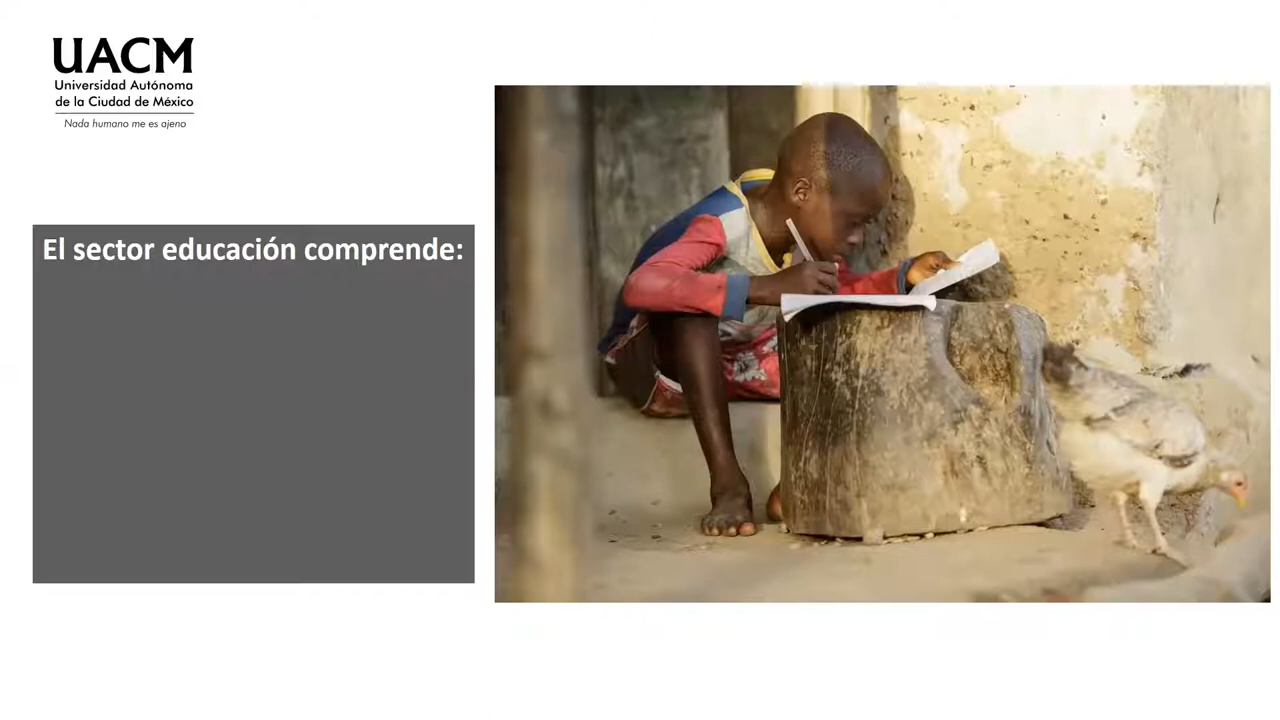 UACM
Universidad Autónoma
de la Ciudad de México
Nada humano me es ajeno
El sector educación comprende: